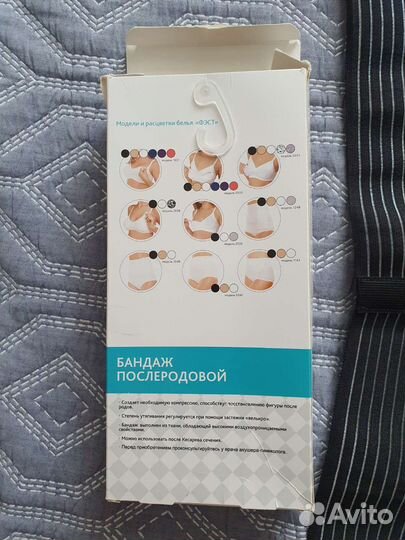 Модели и расцветки белья «ФЭСТ»
БАНДАЖ
ПОСЛЕРОДОВОЙ
- Создает необходимую компрессию, способствует восстановлению фигуры после
родов.
- Степень утягивания регулируется при помощи застежки «велькро».
- Бандаж выполнен из ткани, обладающей высокими воздухопроницаемыми
свойствами.
- Можно использовать после Кесарева сечения.
- Перед приобретением проконсультируйтесь у врача акушера-гинеколога.
Avito